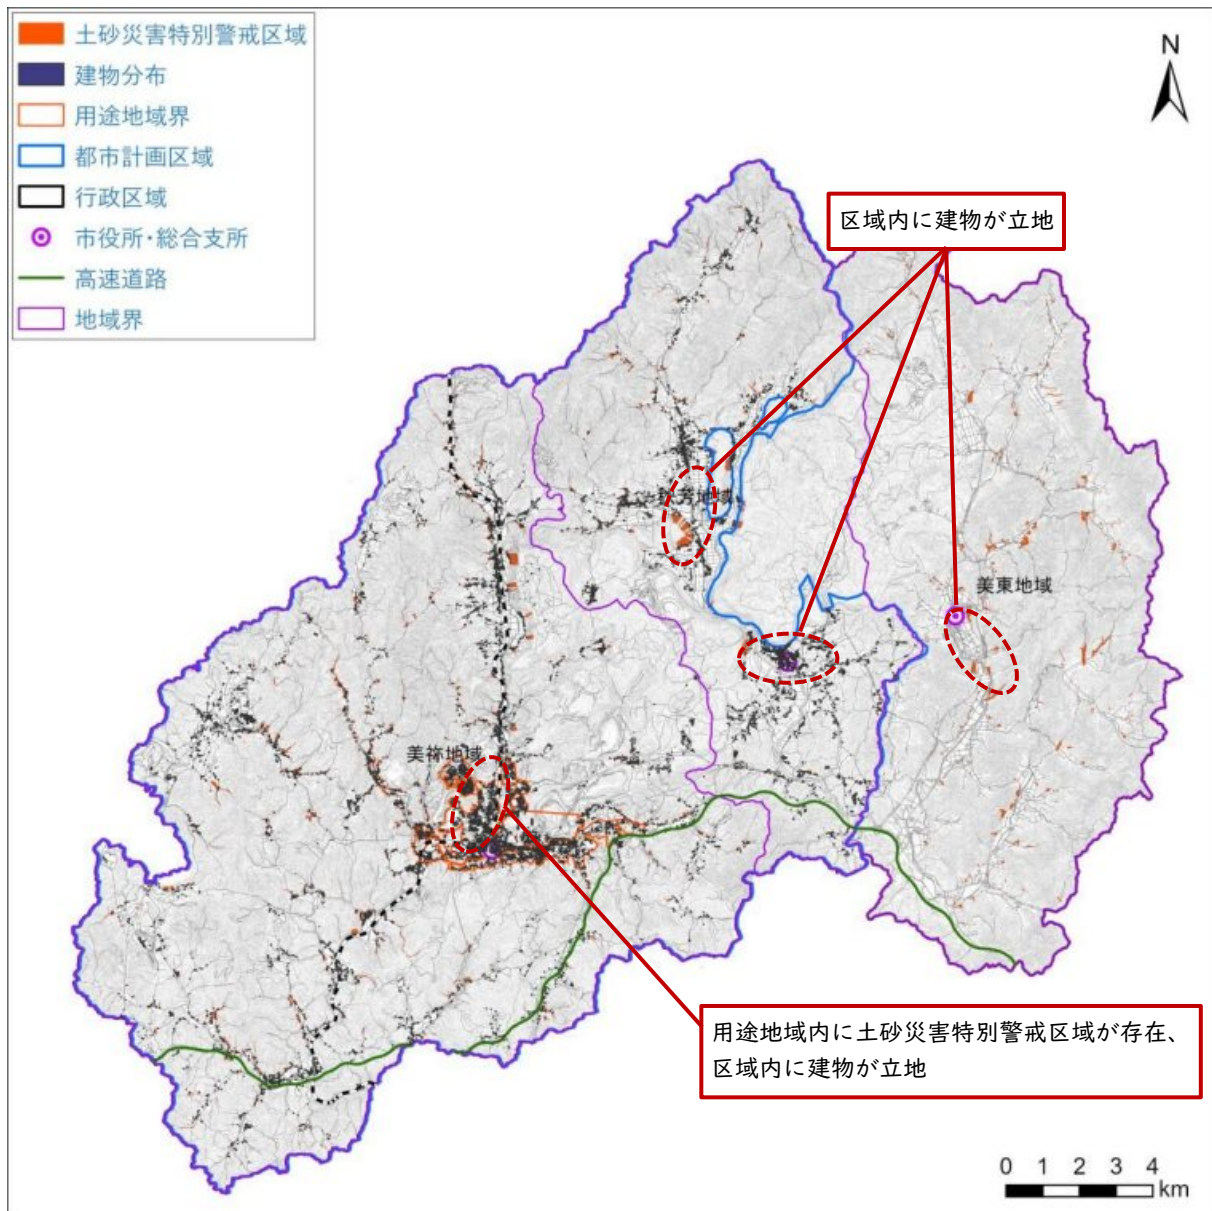 土砂災害特別警戒区域
建物分布
用途地域界
都市計画区域
行政区域
市役所・総合支所
高速道路
地域界
N
区域内に建物が立地
秋芳地域
美東地域
美祢地域
用途地域内に土砂災害特別警戒区域が存在、
区域内に建物が立地
0 1 2 3 4
km